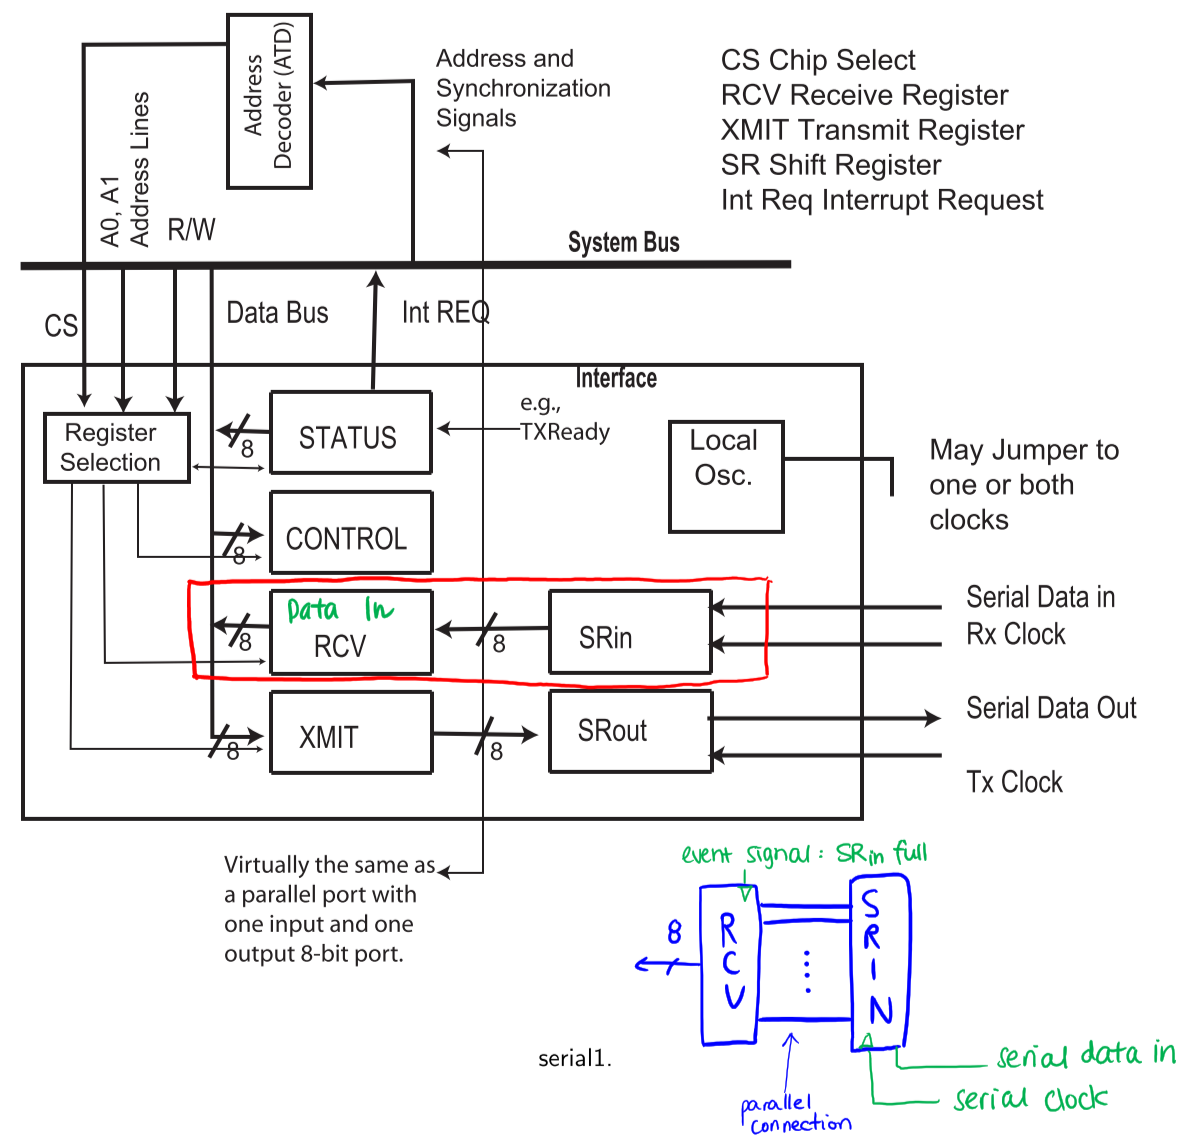 Address
Decoder (ATD)
Address and
Synchronization
Signals
CS Chip Select
RCV Receive Register
XMIT Transmit Register
SR Shift Register
Int Req Interrupt Request
A0, A1
Address Lines
R/W
System Bus
CS
Data Bus
Int REQ
Interface
Register
Selection
STATUS
8
e.g.,
TXReady
Local
Osc.
May Jumper to
one or both
clocks
CONTROL
8
Data In
RCV
8
8
SRin
Serial Data in
Rx Clock
XMIT
8
8
SRout
Serial Data Out
Tx Clock
Virtually the same as
a parallel port with
one input and one
output 8-bit port.
event signal: SRin full
8
RCV
SRIN
serial data in
serial clock
parallel
connection
serial1.